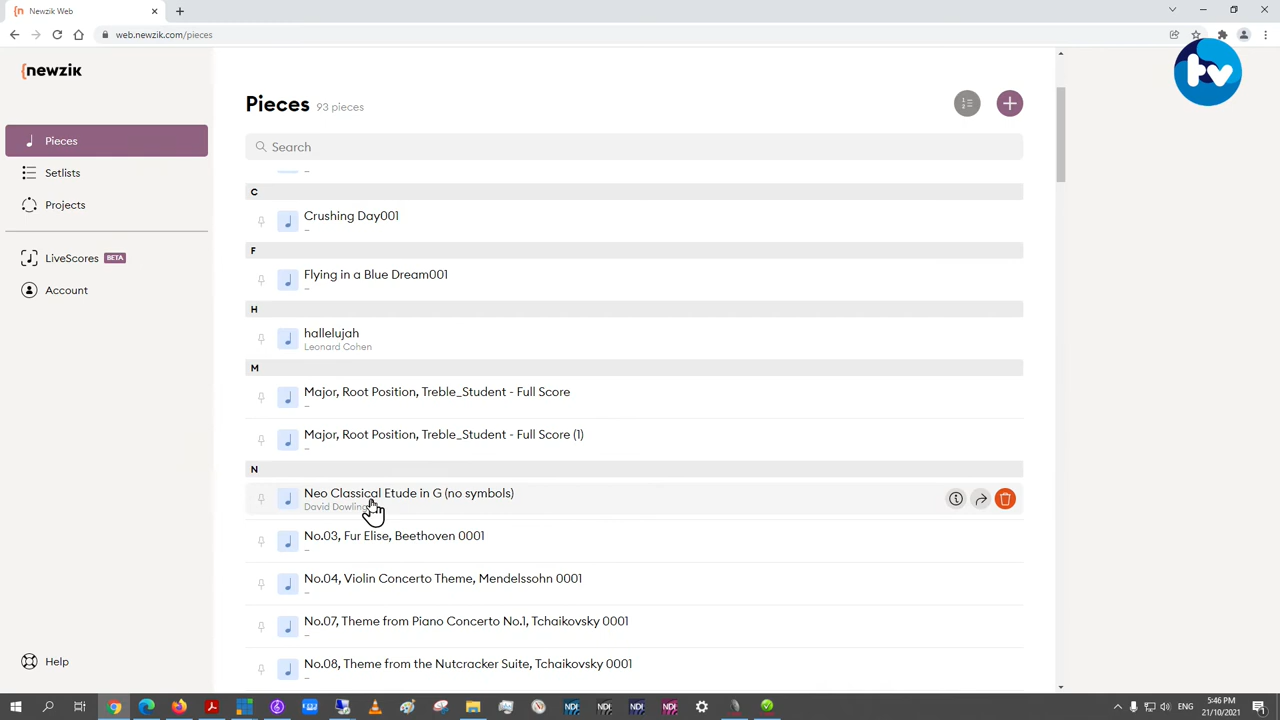 Newzik Web
web.newzik.com/pieces
{newzik
Pieces
Setlists
Projects
LiveScores BETA
Account
Help
Pieces 93 pieces
Search
C
Crushing Day001
F
Flying in a Blue Dream001
H
hallelujah
Leonard Cohen
M
Major, Root Position, Treble_Student - Full Score
Major, Root Position, Treble_Student - Full Score (1)
N
Neo Classical Etude in G (no symbols)
David Dowling
No.03, Fur Elise, Beethoven 0001
No.04, Violin Concerto Theme, Mendelssohn 0001
No.07, Theme from Piano Concerto No.1, Tchaikovsky 0001
No.08, Theme from the Nutcracker Suite, Tchaikovsky 0001
ENG
5:46 PM
21/10/2021